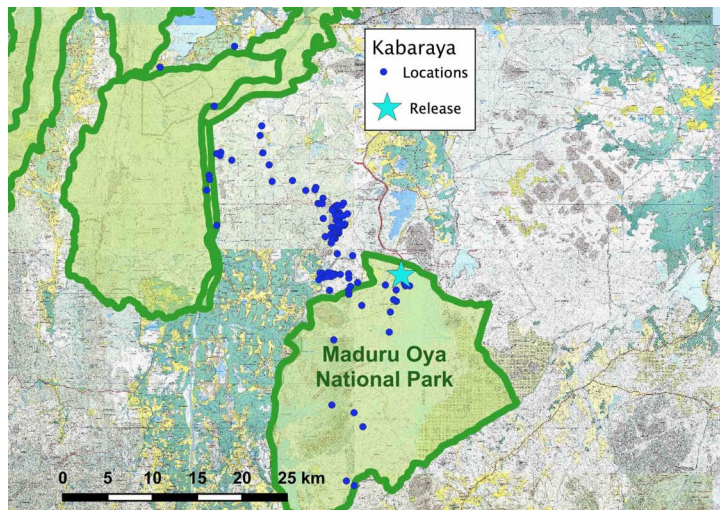 Kabaraya
Locations
Release
Maduru Oya
National Park
0 5 10 15 20 25 km